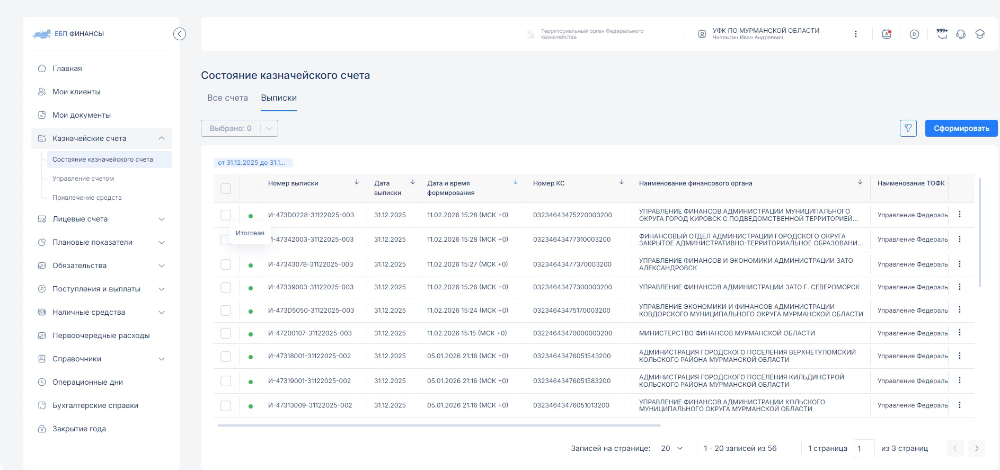 ЕБП ФИНАНСЫ
Главная
Мои клиенты
Мои документы
Казначейские счета
Состояние казначейского счета
Управление счетом
Привлечение средств
Лицевые счета
Плановые показатели
Обязательства
Поступления и выплаты
Наличные средства
Первоочередные расходы
Справочники
Операционные дни
Бухгалтерские справки
Закрытие года
Территориальный орган Федерального
казначейства
УФК ПО МУРМАНСКОЙ ОБЛАСТИ
Чаплыгин Иван Андреевич
8
999+
Состояние казначейского счета
Все счета Выписки
Выбрано: 0
Сформировать
от 31.12.2025 до 31.1...
Номер выписки Дата выписки Дата и время формирования Номер КС Наименование финансового органа Наименование ТОФК
И-473D0228-31122025-003 31.12.2025 11.02.2026 15:28 (МСК +0) 03234643475220003200 УПРАВЛЕНИЕ ФИНАНСОВ АДМИНИСТРАЦИИ МУНИЦИПАЛЬНОГО
ОКРУГА ГОРОД КИРОВСК С ПОДВЕДОМСТВЕННОЙ ТЕРРИТОРИЕЙ... Управление Федераль
Итоговая
И-47342003-31122025-003 31.12.2025 11.02.2026 15:28 (МСК +0) 03234643477310003200 ФИНАНСОВЫЙ ОТДЕЛ АДМИНИСТРАЦИИ ГОРОДСКОГО ОКРУГА
ЗАКРЫТОЕ АДМИНИСТРАТИВНО-ТЕРРИТОРИАЛЬНОЕ ОБРАЗОВАНИ... Управление Федераль
И-47343078-31122025-003 31.12.2025 11.02.2026 15:27 (МСК +0) 03234643477370003200 УПРАВЛЕНИЕ ФИНАНСОВ И ЭКОНОМИКИ АДМИНИСТРАЦИИ ЗАТО
АЛЕКСАНДРОВСК Управление Федераль
И-47339003-31122025-003 31.12.2025 11.02.2026 15:26 (МСК +0) 03234643477300003200 УПРАВЛЕНИЕ ФИНАНСОВ АДМИНИСТРАЦИИ ЗАТО Г. СЕВЕРОМОРСК Управление Федераль
И-473D5050-31122025-003 31.12.2025 11.02.2026 15:24 (МСК +0) 03234643475170003200 УПРАВЛЕНИЕ ЭКОНОМИКИ И ФИНАНСОВ АДМИНИСТРАЦИИ
КОВДОРСКОГО МУНИЦИПАЛЬНОГО ОКРУГА МУРМАНСКОЙ ОБЛАСТИ Управление Федераль
И-47200107-31122025-003 31.12.2025 11.02.2026 15:15 (МСК +0) 03224643470000003200 МИНИСТЕРСТВО ФИНАНСОВ МУРМАНСКОЙ ОБЛАСТИ Управление Федераль
И-47318001-31122025-002 31.12.2025 05.01.2026 21:16 (МСК +0) 03234643476051543200 АДМИНИСТРАЦИЯ ГОРОДСКОГО ПОСЕЛЕНИЯ ВЕРХНЕТУЛОМСКИЙ
КОЛЬСКОГО РАЙОНА МУРМАНСКОЙ ОБЛАСТИ Управление Федераль
И-47319001-31122025-002 31.12.2025 05.01.2026 21:16 (МСК +0) 03234643476051583200 АДМИНИСТРАЦИЯ ГОРОДСКОГО ПОСЕЛЕНИЯ КИЛЬДИНСТРОЙ
КОЛЬСКОГО РАЙОНА МУРМАНСКОЙ ОБЛАСТИ Управление Федераль
И-47313009-31122025-002 31.12.2025 05.01.2026 21:16 (МСК +0) 03234643476051013200 УПРАВЛЕНИЕ ФИНАНСОВ АДМИНИСТРАЦИИ КОЛЬСКОГО
МУНИЦИПАЛЬНОГО ОКРУГА МУРМАНСКОЙ ОБЛАСТИ Управление Федераль
Записей на странице: 20 1 - 20 записей из 56 1 страница 1 из 3 страниц